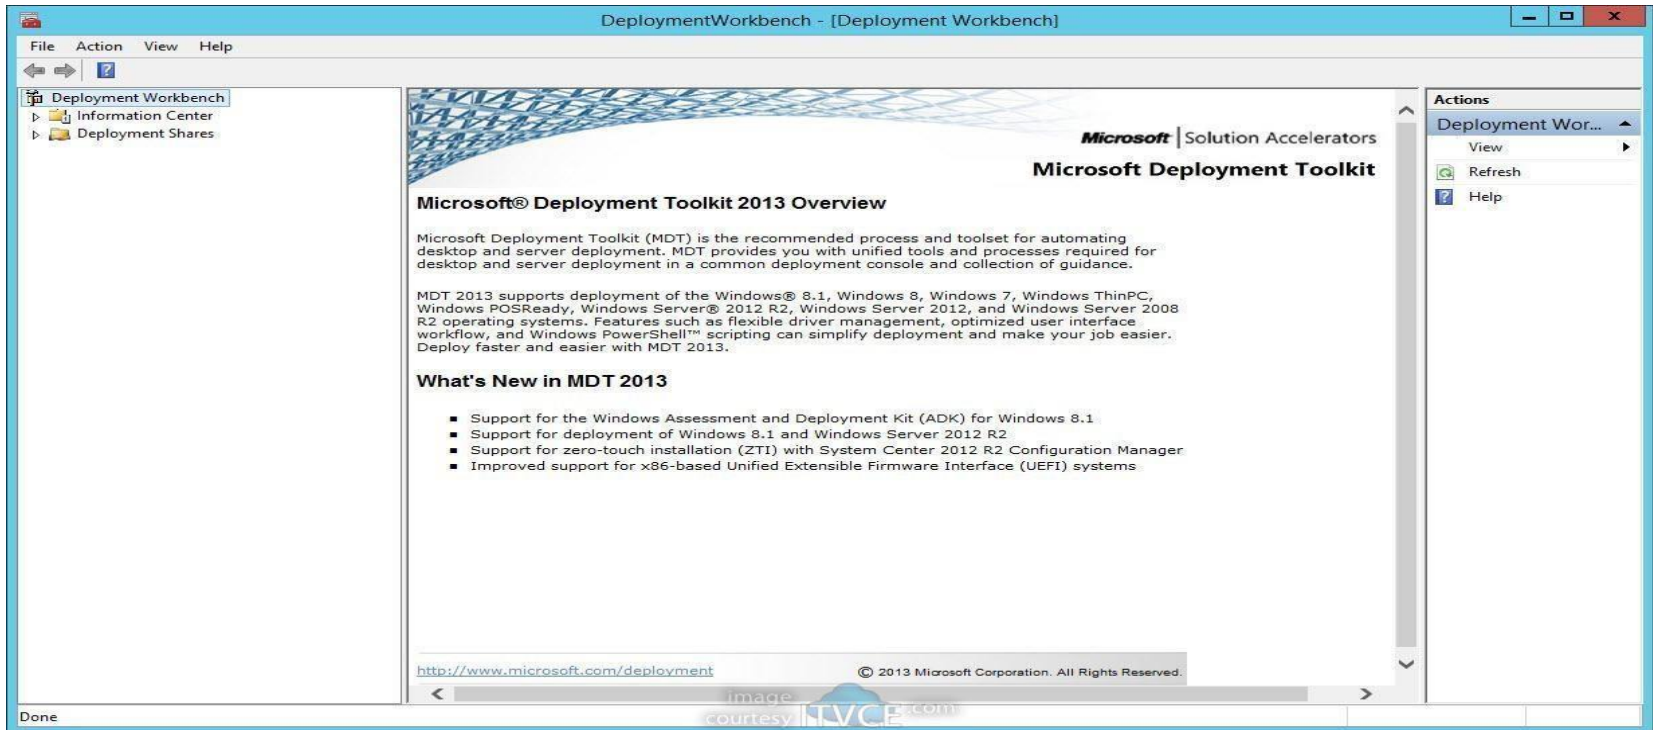 DeploymentWorkbench - [Deployment Workbench]
File Action View Help
Deployment Workbench
Information Center
Deployment Shares
Microsoft | Solution Accelerators
Microsoft Deployment Toolkit
Microsoft® Deployment Toolkit 2013 Overview
Microsoft Deployment Toolkit (MDT) is the recommended process and toolset for automating
desktop and server deployment. MDT provides you with unified tools and processes required for
desktop and server deployment in a common deployment console and collection of guidance.
MDT 2013 supports deployment of the Windows® 8.1, Windows 8, Windows 7, Windows ThinPC,
Windows POSReady, Windows Server® 2012 R2, Windows Server 2012, and Windows Server 2008
R2 operating systems. Features such as flexible driver management, optimized user interface
workflow, and Windows PowerShell™ scripting can simplify deployment and make your job easier.
Deploy faster and easier with MDT 2013.
What's New in MDT 2013
Support for the Windows Assessment and Deployment Kit (ADK) for Windows 8.1
Support for deployment of Windows 8.1 and Windows Server 2012 R2
Support for zero-touch installation (ZTI) with System Center 2012 R2 Configuration Manager
Improved support for x86-based Unified Extensible Firmware Interface (UEFI) systems
http://www.microsoft.com/deployment
© 2013 Microsoft Corporation. All Rights Reserved.
Actions
Deployment Wor...
View
Refresh
Help
Done
image
courtesy ITVCE.com